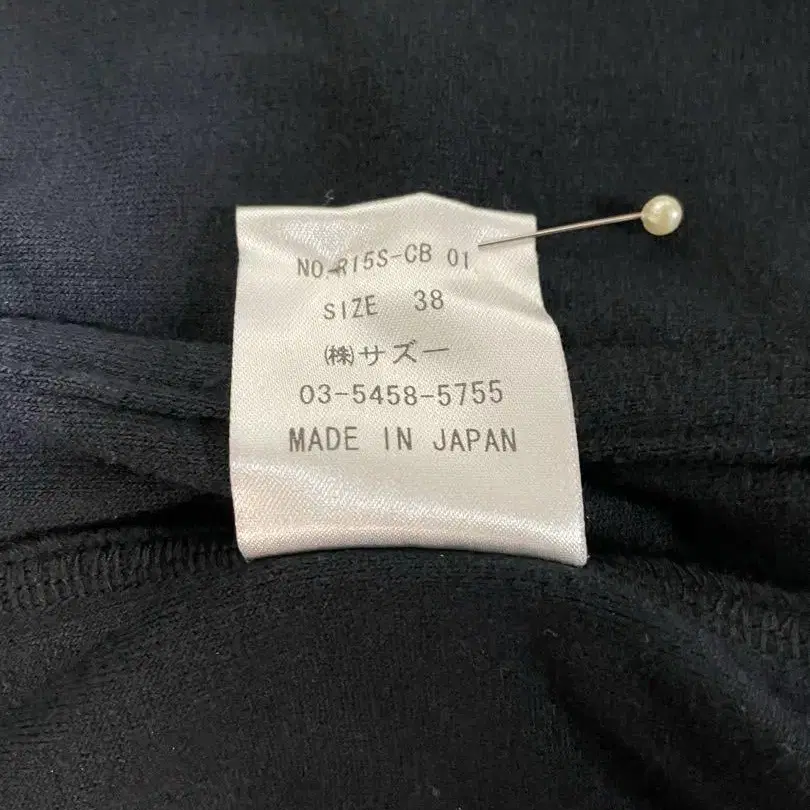 NO.R15S-CB 01
SIZE 38
㈱サズー
03-5458-5755
MADE IN JAPAN